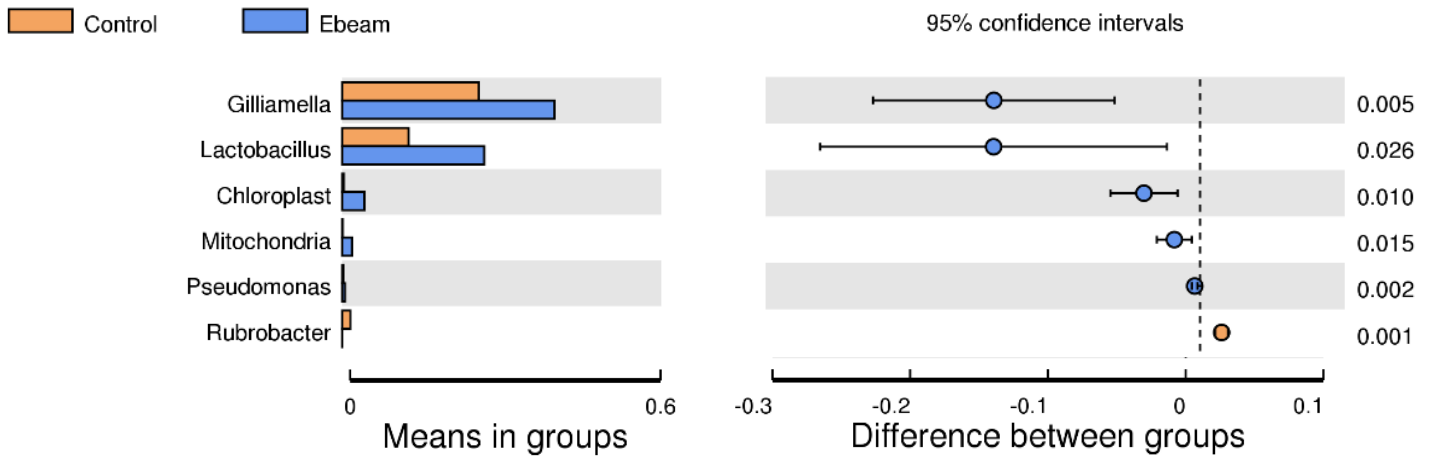 Control
Ebeam
95% confidence intervals
Gilliamella
0.005
Lactobacillus
0.026
Chloroplast
0.010
Mitochondria
0.015
Pseudomonas
0.002
Rubrobacter
0.001
0 0.6
-0.3 -0.2 -0.1 0 0.1
Means in groups
Difference between groups